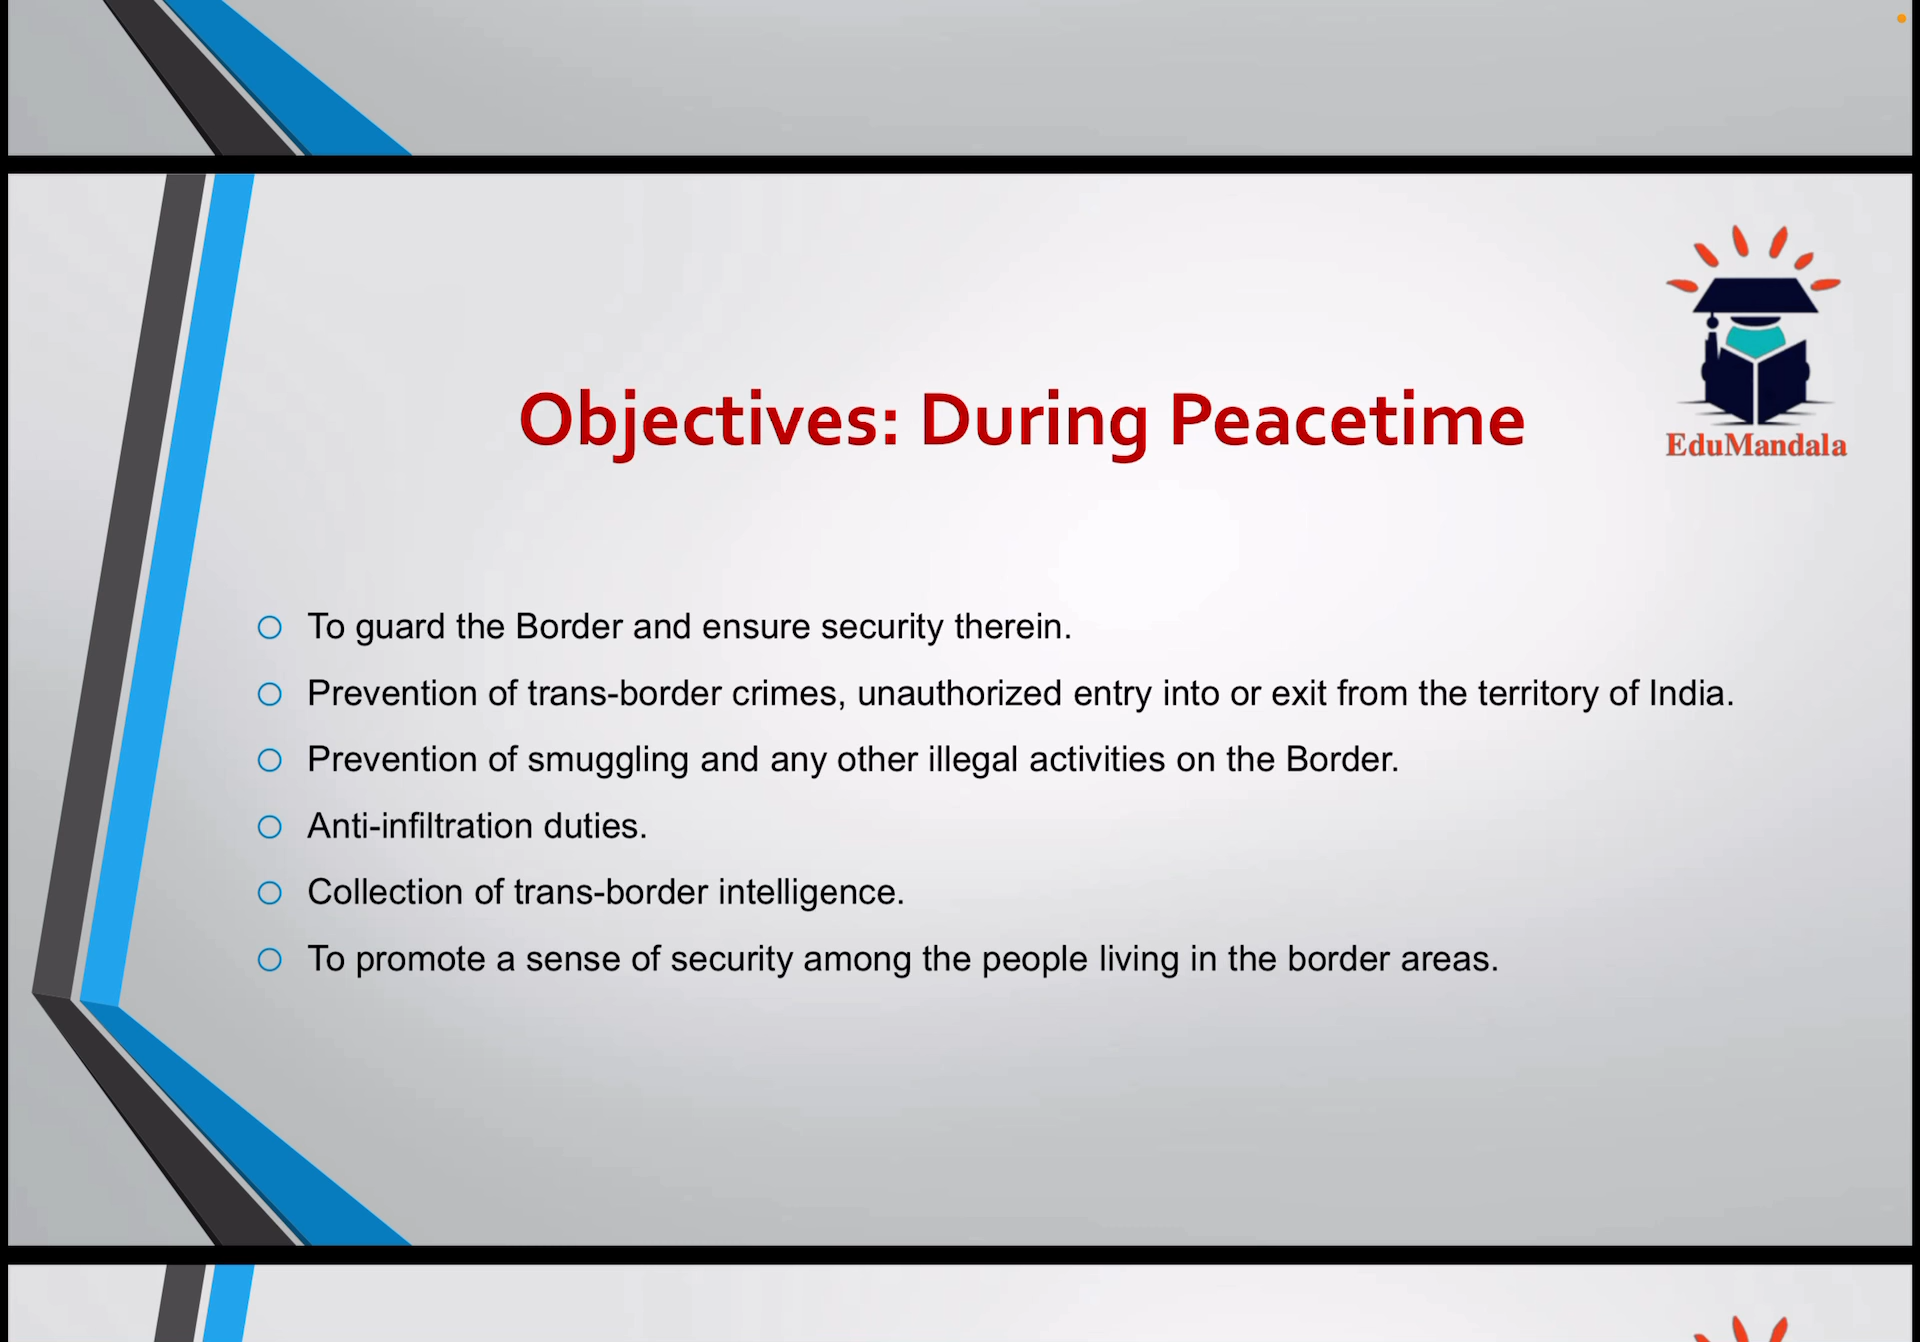 EduMandala
Objectives: During Peacetime
To guard the Border and ensure security therein.
Prevention of trans-border crimes, unauthorized entry into or exit from the territory of India.
Prevention of smuggling and any other illegal activities on the Border.
Anti-infiltration duties.
Collection of trans-border intelligence.
To promote a sense of security among the people living in the border areas.